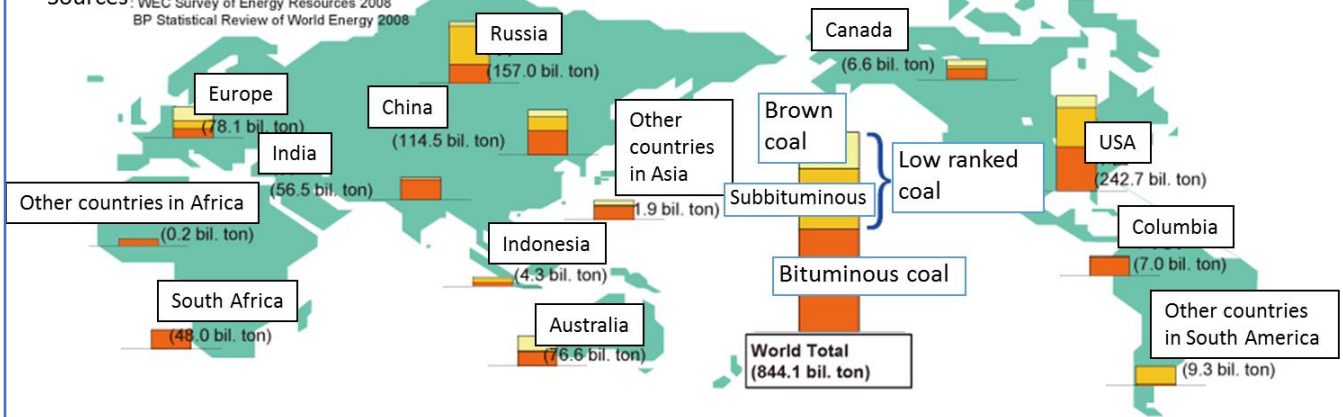 Sources: WEC Survey of Energy Resources 2008
BP Statistical Review of World Energy 2008
Russia
(157.0 bil. ton)
Canada
(6.6 bil. ton)
Europe
(78.1 bil. ton)
China
(114.5 bil. ton)
India
(56.5 bil. ton)
Other
countries
in Asia
1.9 bil. ton)
Brown
coal
Subbituminous
Low ranked
coal
Bituminous coal
World Total
(844.1 bil. ton)
USA
(242.7 bil. ton)
Other countries in Africa
(0.2 bil. ton)
Indonesia
(4.3 bil. ton)
Columbia
(7.0 bil. ton)
South Africa
(48.0 bil. ton)
Australia
(76.6 bil. ton)
Other countries
in South America
(9.3 bil. ton)